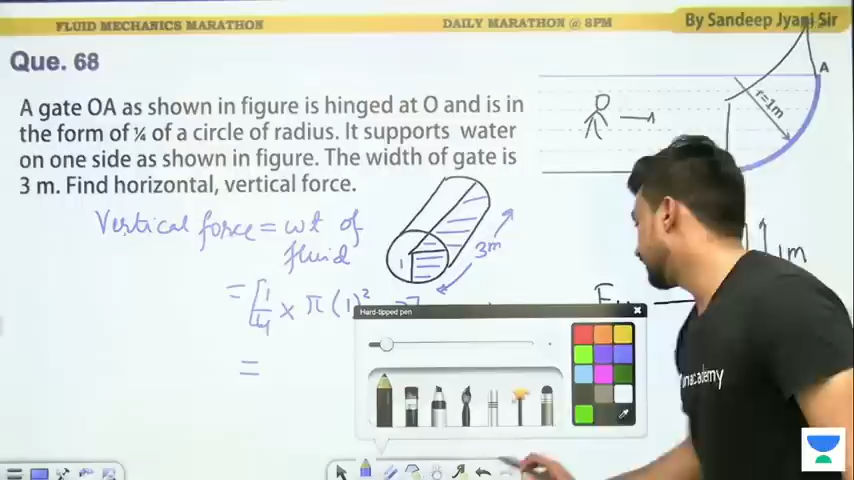 FLUID MECHANICS MARATHON
DAILY MARATHON @ 8PM
By Sandeep Jyani Sir
Que. 68
A gate OA as shown in figure is hinged at O and is in
the form of ¼ of a circle of radius. It supports water
on one side as shown in figure. The width of gate is
3 m. Find horizontal, vertical force.
A
r=1m
Vertical force = wt of
fluid
3m
1
1m
= [1/4 × π (1)²
=
Hard-tipped pen
unacademy